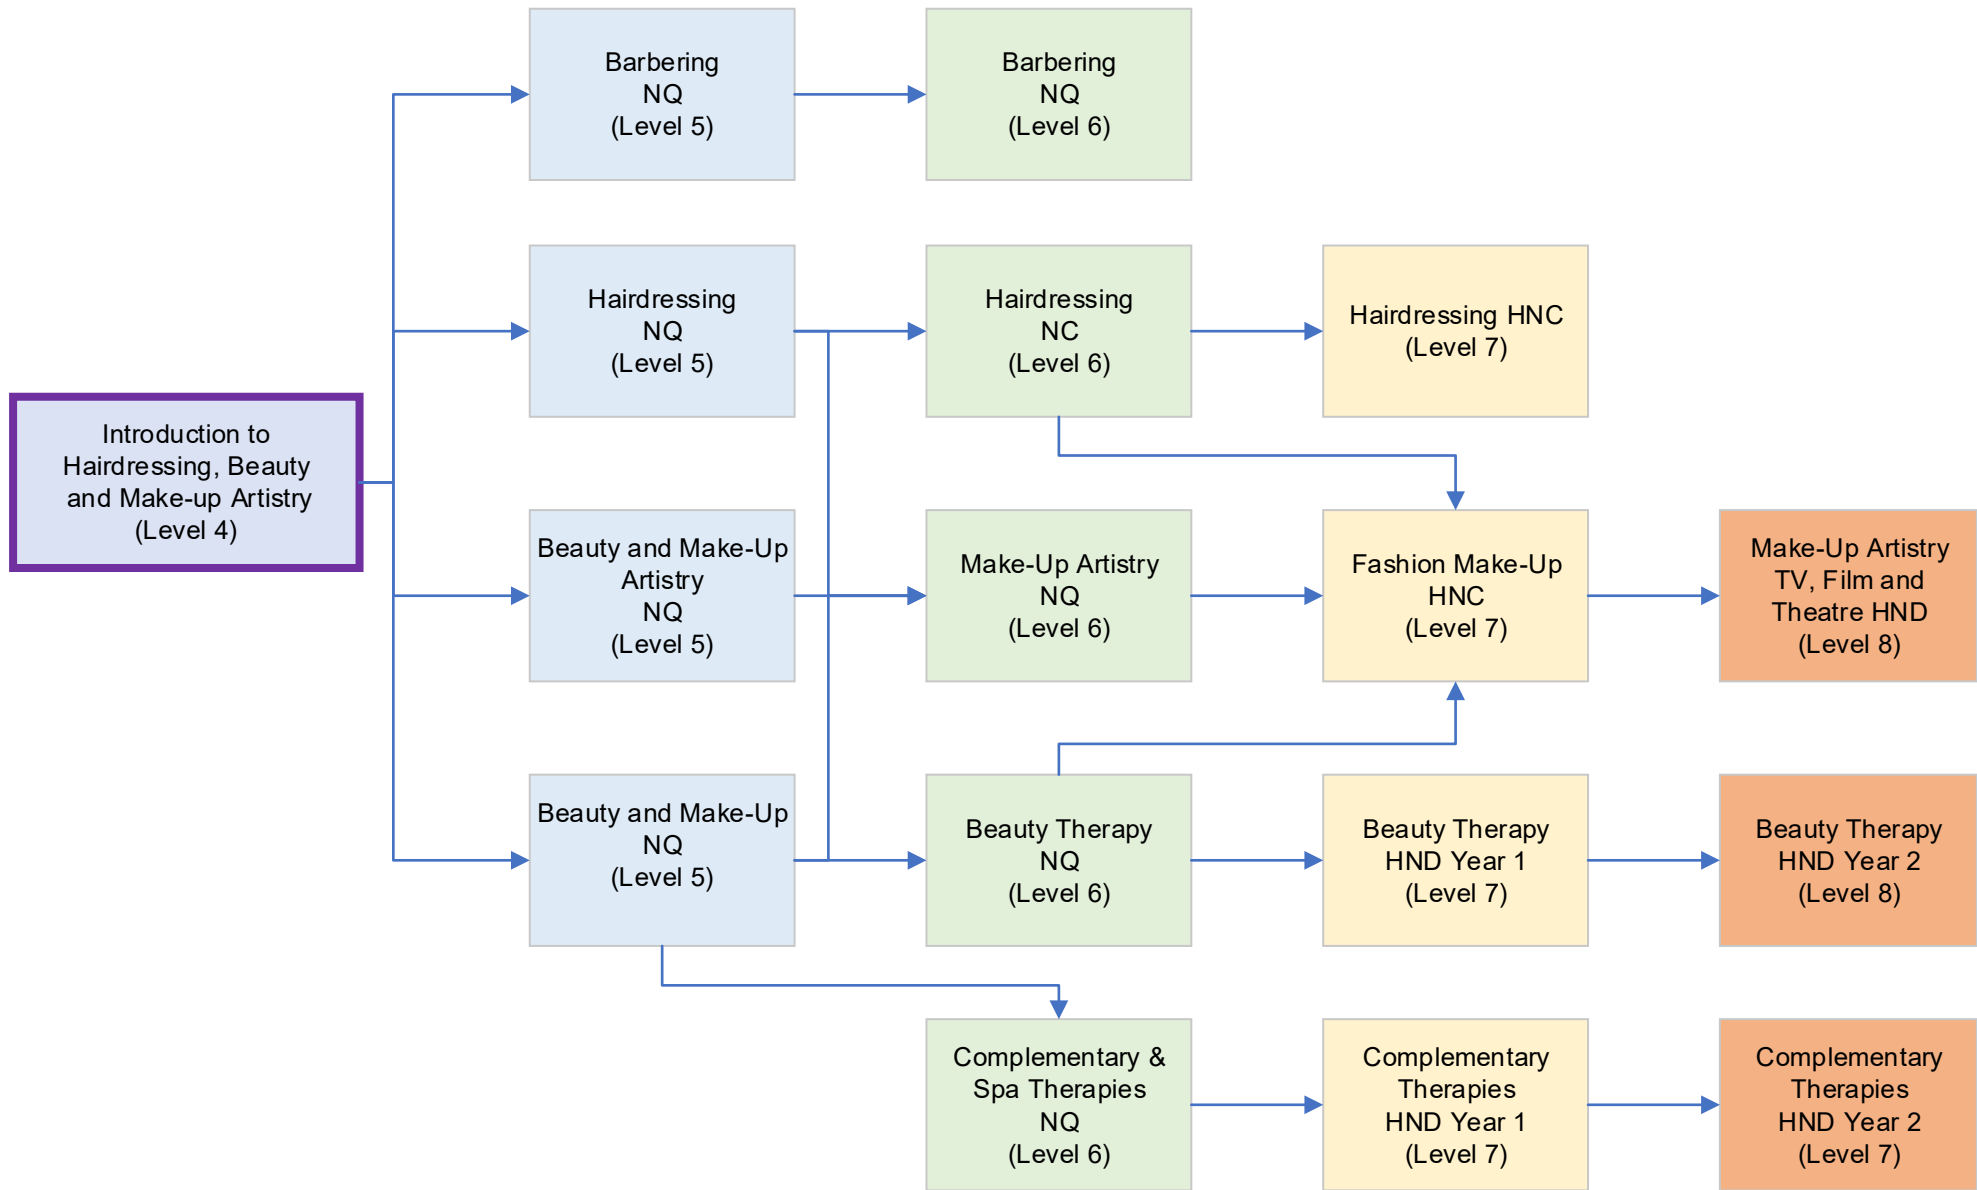 Barbering
NQ
(Level 5)
Barbering
NQ
(Level 6)
Hairdressing
NQ
(Level 5)
Hairdressing
NC
(Level 6)
Hairdressing HNC
(Level 7)
Introduction to
Hairdressing, Beauty
and Make-up Artistry
(Level 4)
Beauty and Make-Up
Artistry
NQ
(Level 5)
Make-Up Artistry
NQ
(Level 6)
Fashion Make-Up
HNC
(Level 7)
Make-Up Artistry
TV, Film and
Theatre HND
(Level 8)
Beauty and Make-Up
NQ
(Level 5)
Beauty Therapy
NQ
(Level 6)
Beauty Therapy
HND Year 1
(Level 7)
Beauty Therapy
HND Year 2
(Level 8)
Complementary &
Spa Therapies
NQ
(Level 6)
Complementary
Therapies
HND Year 1
(Level 7)
Complementary
Therapies
HND Year 2
(Level 7)